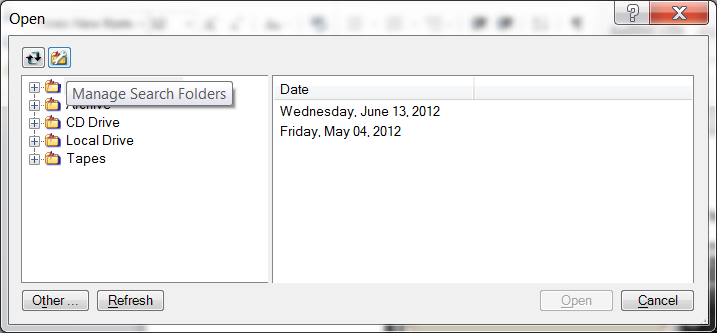 Open
?
Manage Search Folders
Archive
CD Drive
Local Drive
Tapes
Date
Wednesday, June 13, 2012
Friday, May 04, 2012
Other ...
Refresh
Open
Cancel